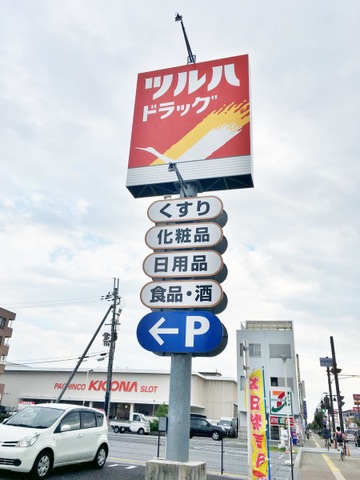 ツルハ
ドラッグ
くすり
化粧品
日用品
食品・酒
←P
PACHINCO KICONA SLOT
7